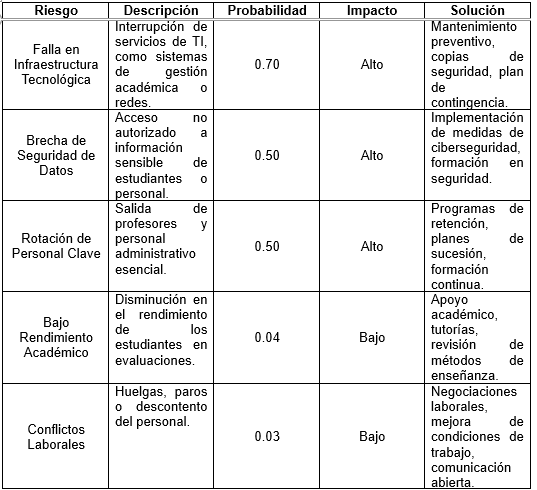 Riesgo Descripción Probabilidad Impacto Solución
Falla en
Infraestructura
Tecnológica
Interrupción de
servicios de TI,
como sistemas
de gestión
académica o
redes.
0.70
Alto
Mantenimiento
preventivo,
copias de
seguridad, plan
de
contingencia.
Brecha de
Seguridad de
Datos
Acceso no
autorizado a
información
sensible de
estudiantes o
personal.
0.50
Alto
Implementación
de medidas de
ciberseguridad,
formación en
seguridad.
Rotación de
Personal Clave
Salida de
profesores y
personal
administrativo
esencial.
0.50
Alto
Programas de
retención,
planes de
sucesión,
formación
continua.
Bajo
Rendimiento
Académico
Disminución en
el rendimiento
de los
estudiantes en
evaluaciones.
0.04
Bajo
Apoyo
académico,
tutorías,
revisión de
métodos de
enseñanza.
Conflictos
Laborales
Huelgas, paros
o descontento
del personal.
0.03
Bajo
Negociaciones
laborales,
mejora de
condiciones de
trabajo,
comunicación
abierta.